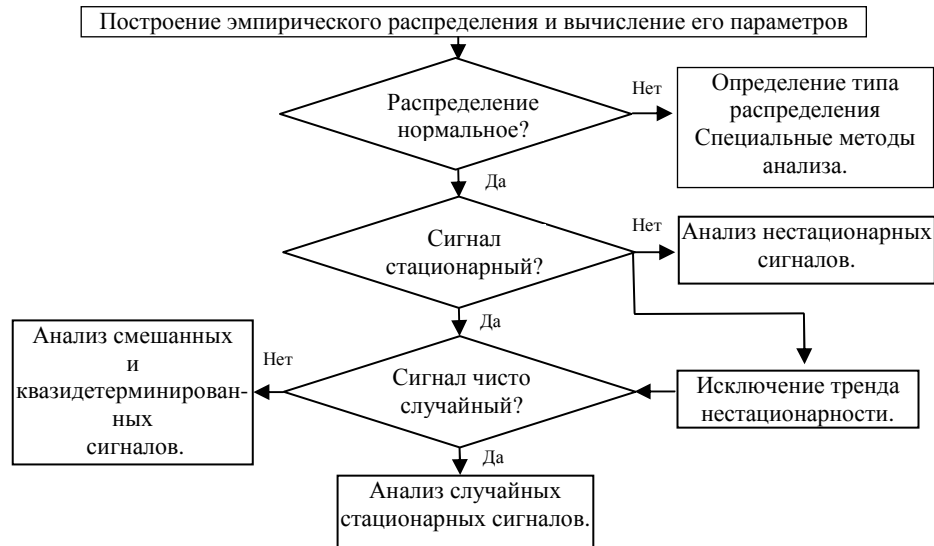 Построение эмпирического распределения и вычисление его параметров
Распределение
нормальное?
Нет
Определение типа
распределения
Специальные методы
анализа.
Да
Сигнал
стационарный?
Нет
Анализ нестационарных
сигналов.
Да
Анализ смешанных
и
квазидетерминирован-
ных
сигналов.
Нет
Сигнал чисто
случайный?
Исключение тренда
нестационарности.
Да
Анализ случайных
стационарных сигналов.